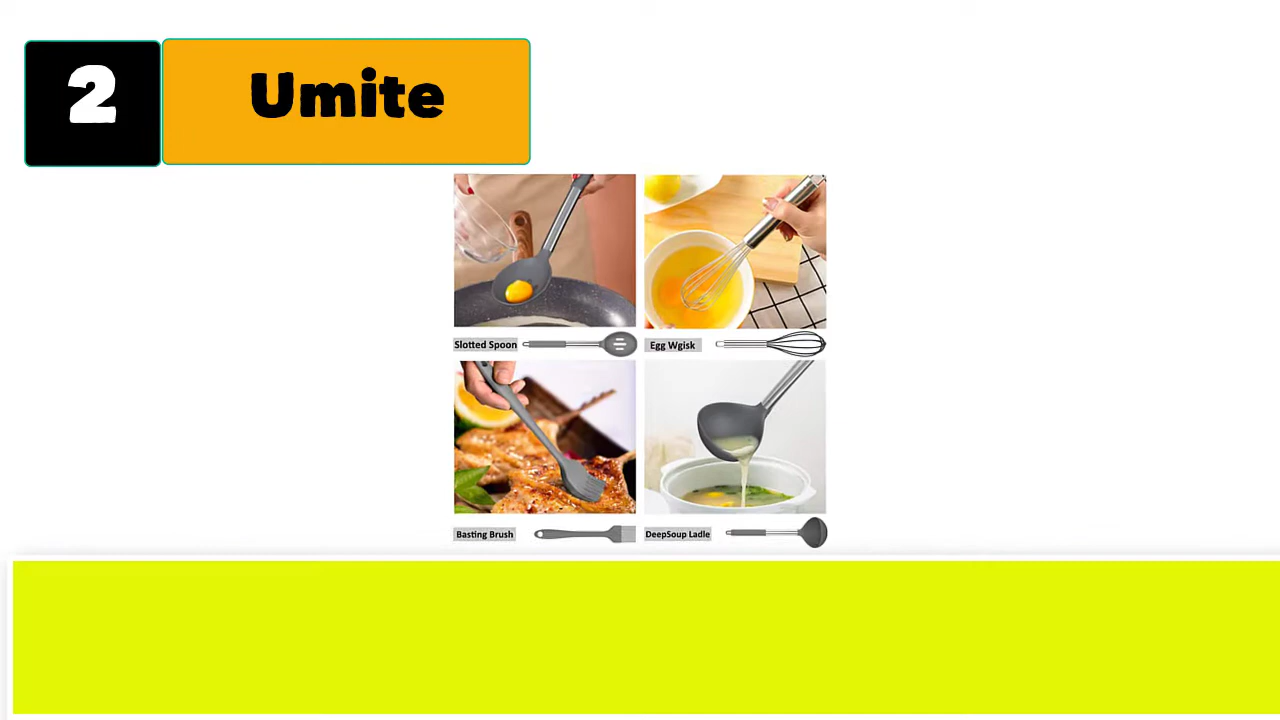 2
Umite
Slotted Spoon
Egg Wgisk
Basting Brush
DeepSoup Ladle